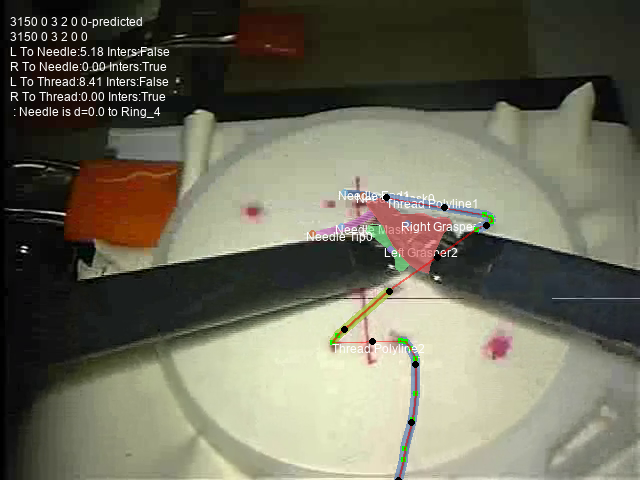 3150 0 3 2 0 0-predicted
3150 0 3 2 0 0
L To Needle:5.18 Inters:False
R To Needle:0.00 Inters:True
L To Thread:8.41 Inters:False
R To Thread:0.00 Inters:True
: Needle is d=0.0 to Ring_4
Thread Polyline1
Right Grasper
Needle Tip0
Left Grasper2
Thread Polyline2